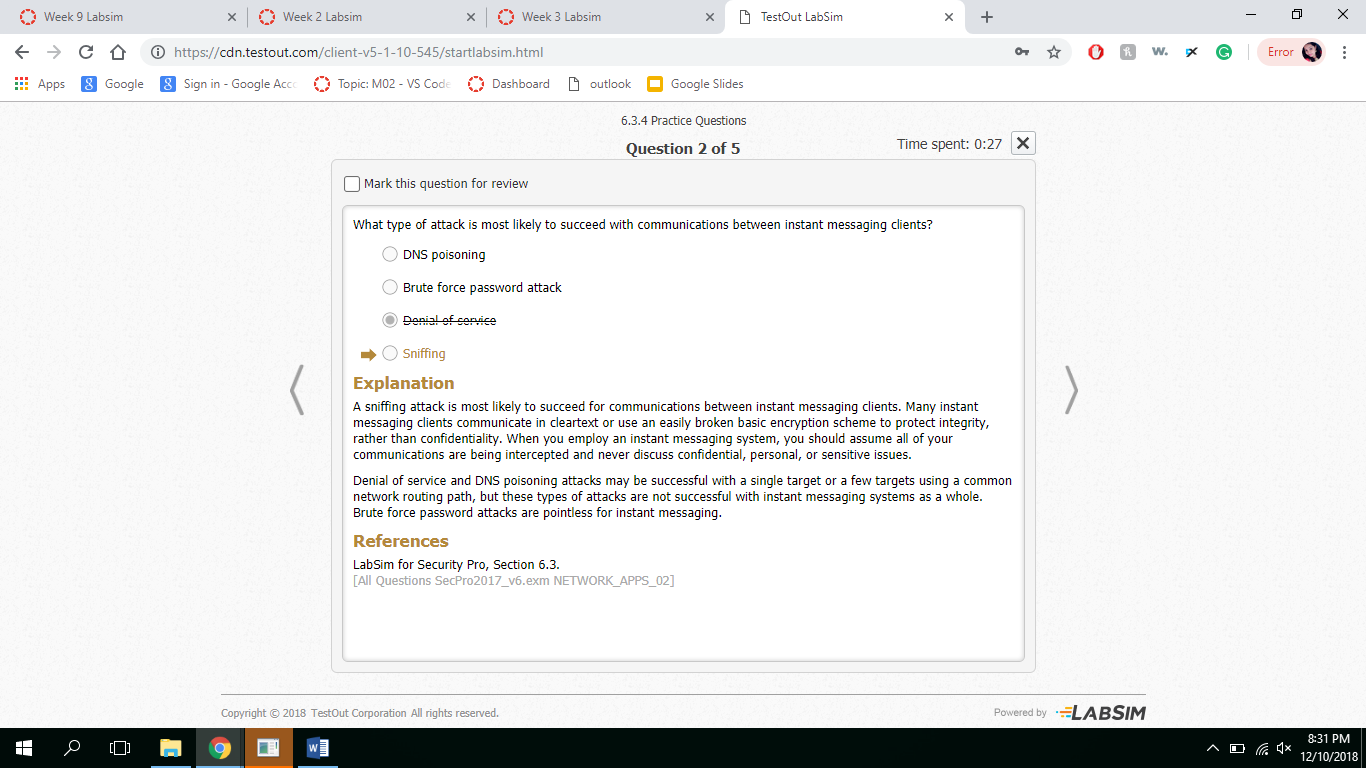 Week 9 Labsim
Week 2 Labsim
Week 3 Labsim
TestOut LabSim
https://cdn.testout.com/client-v5-1-10-545/startlabsim.html
Error
Apps
Google
Sign in - Google Acco
Topic: M02 - VS Code
Dashboard
outlook
Google Slides
6.3.4 Practice Questions
Question 2 of 5
Time spent: 0:27
Mark this question for review
What type of attack is most likely to succeed with communications between instant messaging clients?
DNS poisoning
Brute force password attack
Denial of service
Sniffing
Explanation
A sniffing attack is most likely to succeed for communications between instant messaging clients. Many instant
messaging clients communicate in cleartext or use an easily broken basic encryption scheme to protect integrity,
rather than confidentiality. When you employ an instant messaging system, you should assume all of your
communications are being intercepted and never discuss confidential, personal, or sensitive issues.
Denial of service and DNS poisoning attacks may be successful with a single target or a few targets using a common
network routing path, but these types of attacks are not successful with instant messaging systems as a whole.
Brute force password attacks are pointless for instant messaging.
References
LabSim for Security Pro, Section 6.3.
[All Questions SecPro2017_v6.exm NETWORK_APPS_02]
Copyright © 2018 TestOut Corporation All rights reserved.
Powered by LABSIM
8:31 PM
12/10/2018